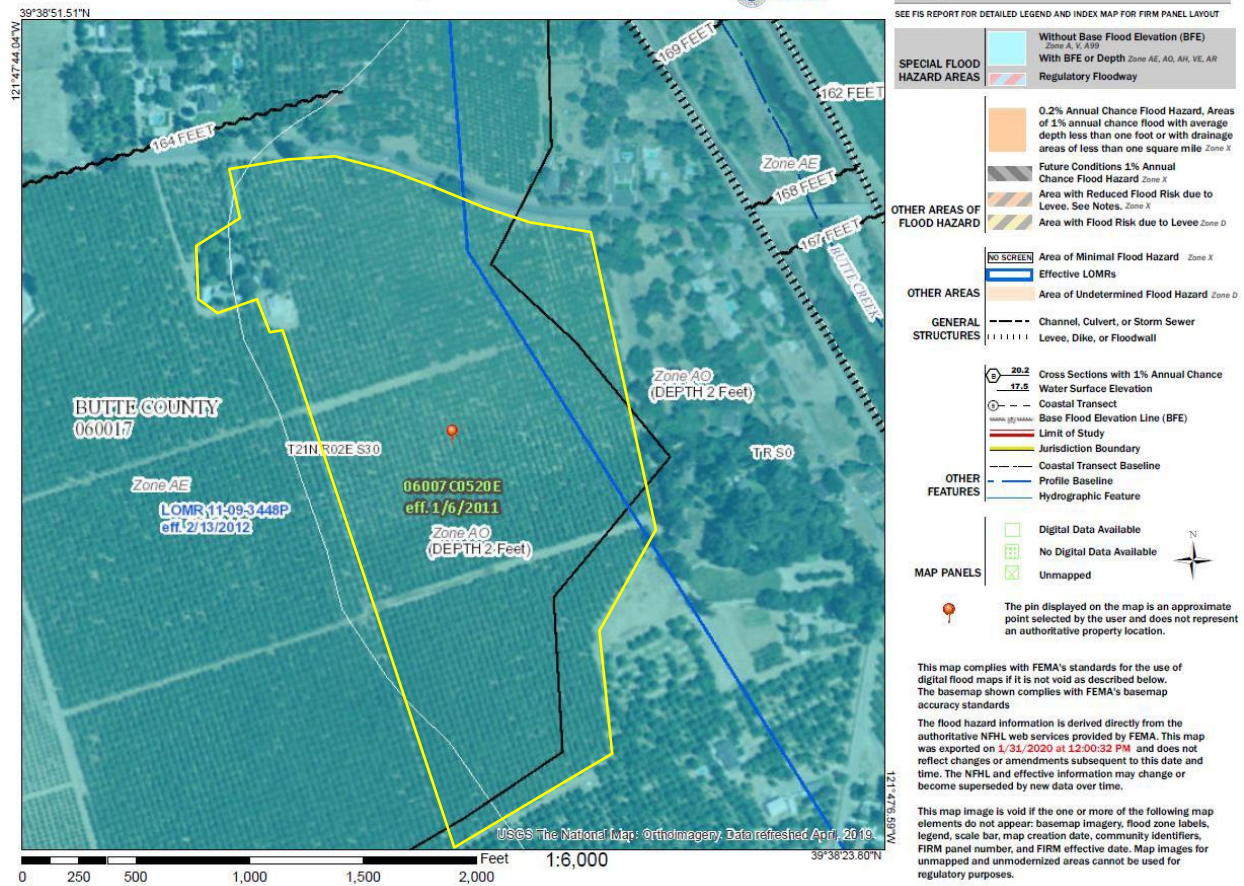 39°38'51.51"N
121°47'44.04"W
169 FEET
162 FEET
164 FEET
Zone AE
168 FEET
167 FEET
BUTTE CREEK
Zone AO
(DEPTH 2 Feet)
BUTTE COUNTY
060017
T21N R02E S30
T R S0
Zone AE
06007C0520E
eff. 1/6/2011
LOMR 11-09-3448P
eff. 2/13/2012
Zone AO
(DEPTH 2 Feet)
USGS The National Map: Orthoimagery. Data refreshed April, 2019.
121°47'6.59"W
39°38'23.80"N
Feet
1:6,000
0 250 500 1,000 1,500 2,000
SEE FIS REPORT FOR DETAILED LEGEND AND INDEX MAP FOR FIRM PANEL LAYOUT
SPECIAL FLOOD
HAZARD AREAS
Without Base Flood Elevation (BFE)
Zone A, V, A99
With BFE or Depth Zone AE, AO, AH, VE, AR
Regulatory Floodway
0.2% Annual Chance Flood Hazard, Areas
of 1% annual chance flood with average
depth less than one foot or with drainage
areas of less than one square mile Zone X
Future Conditions 1% Annual
Chance Flood Hazard Zone X
Area with Reduced Flood Risk due to
Levee. See Notes. Zone X
Area with Flood Risk due to Levee Zone D
OTHER AREAS OF
FLOOD HAZARD
NO SCREEN Area of Minimal Flood Hazard Zone X
Effective LOMRs
Area of Undetermined Flood Hazard Zone D
OTHER AREAS
GENERAL
STRUCTURES
Channel, Culvert, or Storm Sewer
Levee, Dike, or Floodwall
B 20.2 Cross Sections with 1% Annual Chance
17.5 Water Surface Elevation
8 Coastal Transect
Base Flood Elevation Line (BFE)
Limit of Study
Jurisdiction Boundary
Coastal Transect Baseline
Profile Baseline
Hydrographic Feature
OTHER
FEATURES
Digital Data Available
No Digital Data Available
Unmapped
MAP PANELS
N
The pin displayed on the map is an approximate
point selected by the user and does not represent
an authoritative property location.
This map complies with FEMA's standards for the use of
digital flood maps if it is not void as described below.
The basemap shown complies with FEMA's basemap
accuracy standards
The flood hazard information is derived directly from the
authoritative NFHL web services provided by FEMA. This map
was exported on 1/31/2020 at 12:00:32 PM and does not
reflect changes or amendments subsequent to this date and
time. The NFHL and effective information may change or
become superseded by new data over time.
This map image is void if the one or more of the following map
elements do not appear: basemap imagery, flood zone labels,
legend, scale bar, map creation date, community identifiers,
FIRM panel number, and FIRM effective date. Map images for
unmapped and unmodernized areas cannot be used for
regulatory purposes.